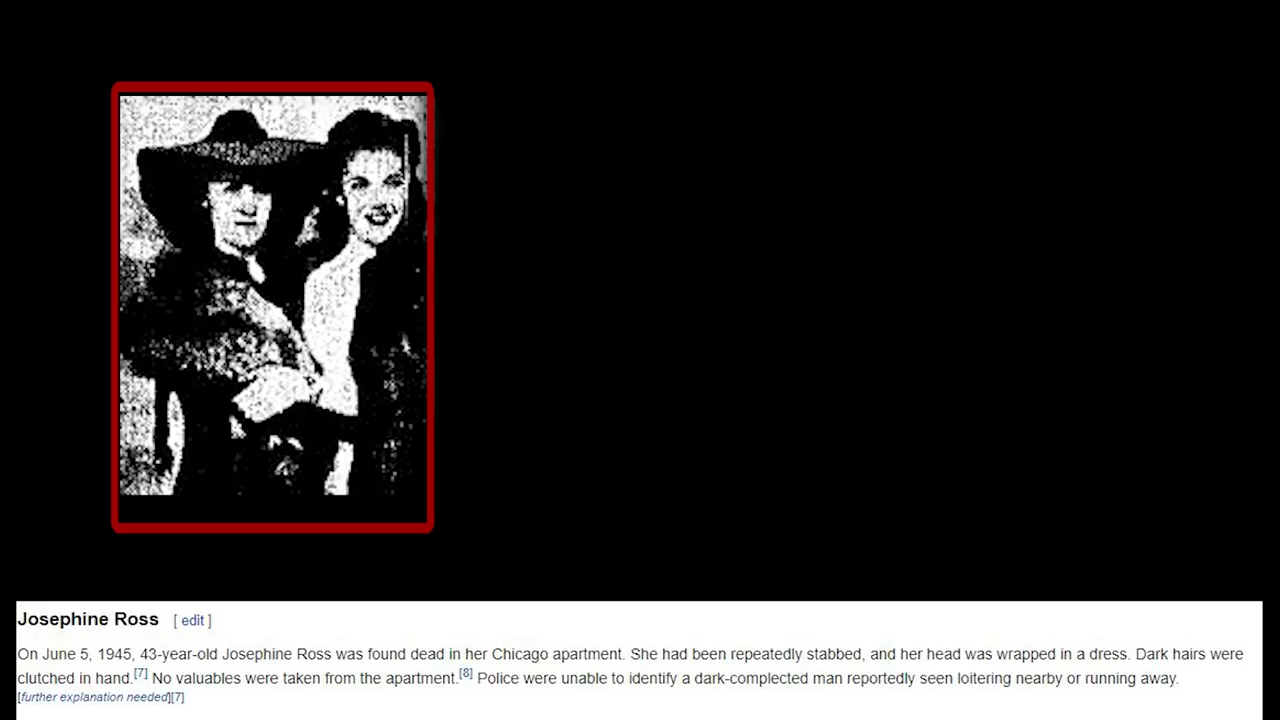 Josephine Ross [ edit ]
On June 5, 1945, 43-year-old Josephine Ross was found dead in her Chicago apartment. She had been repeatedly stabbed, and her head was wrapped in a dress. Dark hairs were
clutched in hand.[7] No valuables were taken from the apartment.[8] Police were unable to identify a dark-complected man reportedly seen loitering nearby or running away.
[further explanation needed][7]